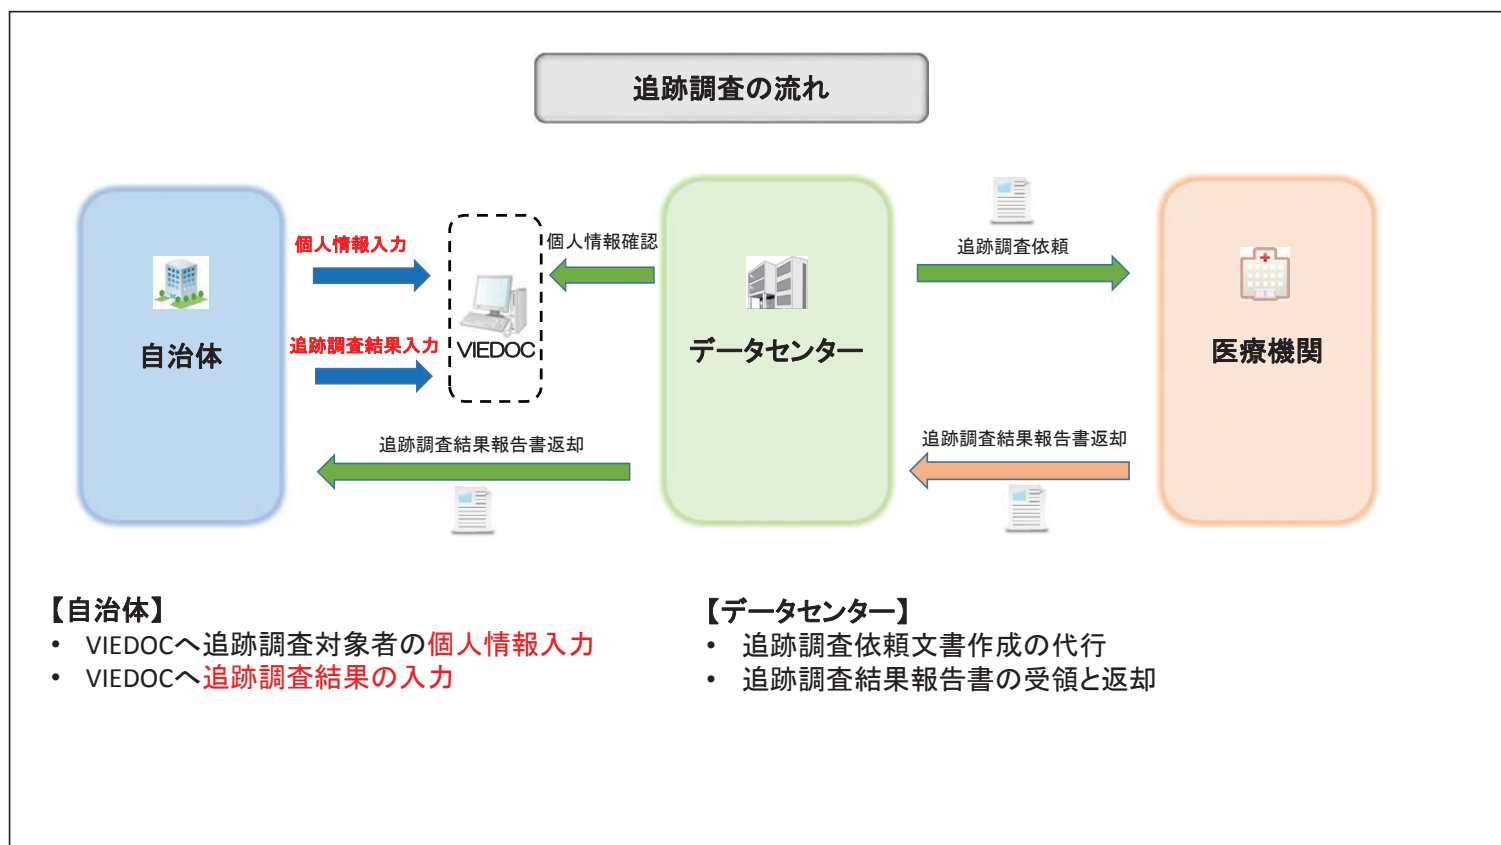 追跡調査の流れ
個人情報入力
個人情報確認
追跡調査依頼
自治体
追跡調査結果入力
VIEDOC
データセンター
医療機関
追跡調査結果報告書返却
追跡調査結果報告書返却
【自治体】
• VIEDOCへ追跡調査対象者の個人情報入力
• VIEDOCへ追跡調査結果の入力
【データセンター】
• 追跡調査依頼文書作成の代行
• 追跡調査結果報告書の受領と返却